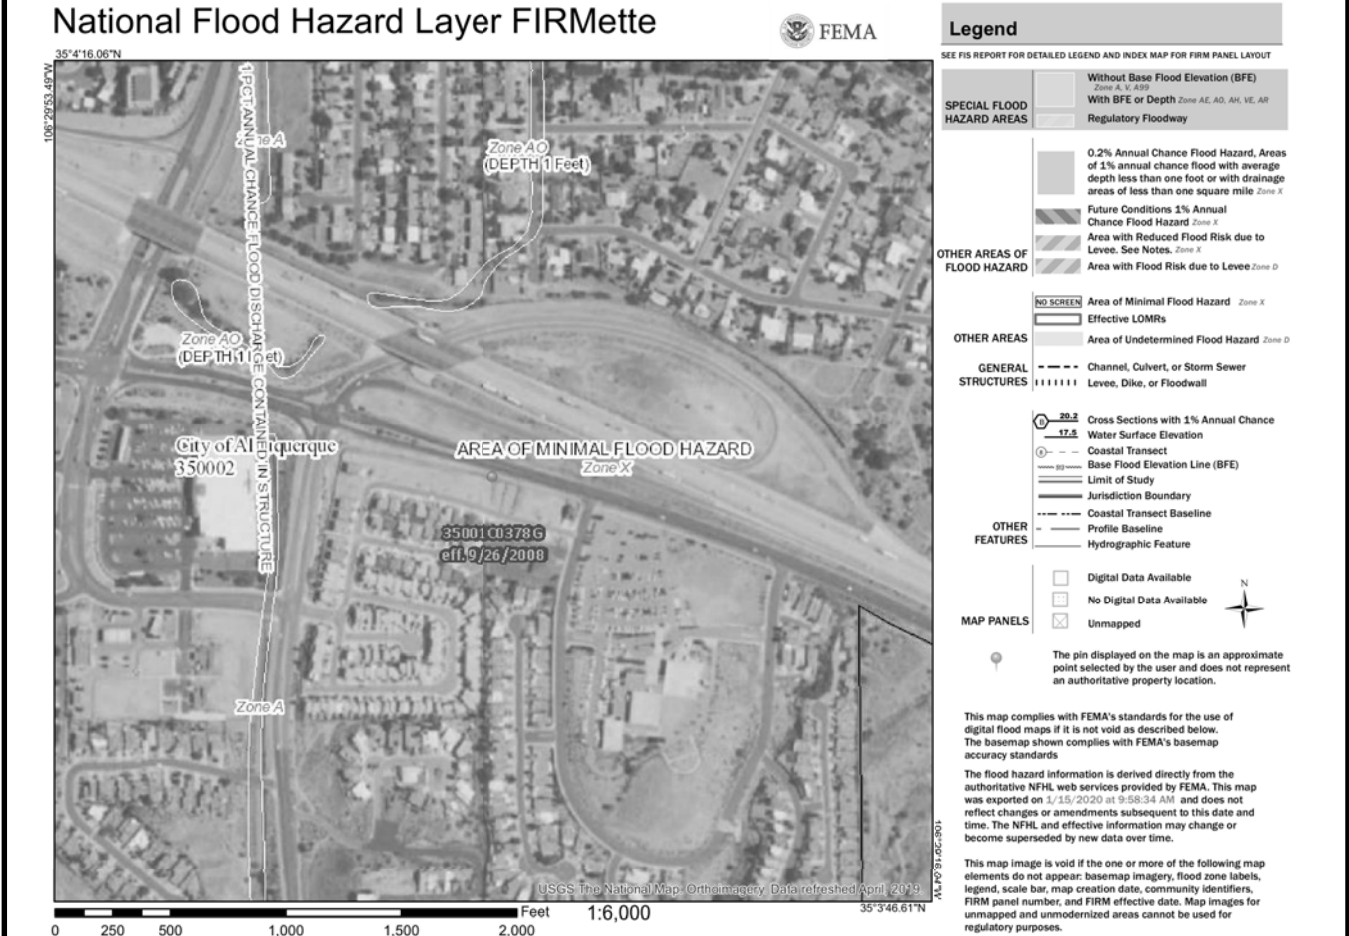 National Flood Hazard Layer FIRMette
FEMA
35°4'16.06"N
106°29'53.49"W
1 PCT ANNUAL CHANCE FLOOD DISCHARGE CONTAINED IN STRUCTURE
Zone A
Zone AO
(DEPTH 1 Feet)
Zone AO
(DEPTH 1 Feet)
City of Albuquerque
350002
AREA OF MINIMAL FLOOD HAZARD
Zone X
35001C0378G
eff. 9/26/2008
Zone A
USGS The National Map: Orthoimagery. Data refreshed April, 2019.
35°3'46.61"N
Feet
1:6,000
0 250 500 1,000 1,500 2,000
Legend
SEE FIS REPORT FOR DETAILED LEGEND AND INDEX MAP FOR FIRM PANEL LAYOUT
SPECIAL FLOOD
HAZARD AREAS
Without Base Flood Elevation (BFE)
Zone A, V, A99
With BFE or Depth Zone AE, AO, AH, VE, AR
Regulatory Floodway
OTHER AREAS OF
FLOOD HAZARD
0.2% Annual Chance Flood Hazard, Areas
of 1% annual chance flood with average
depth less than one foot or with drainage
areas of less than one square mile Zone X
Future Conditions 1% Annual
Chance Flood Hazard Zone X
Area with Reduced Flood Risk due to
Levee. See Notes. Zone X
Area with Flood Risk due to Levee Zone D
OTHER AREAS
NO SCREEN Area of Minimal Flood Hazard Zone X
Effective LOMRs
Area of Undetermined Flood Hazard Zone D
GENERAL
STRUCTURES
Channel, Culvert, or Storm Sewer
Levee, Dike, or Floodwall
OTHER
FEATURES
B 20.2 Cross Sections with 1% Annual Chance
17.5 Water Surface Elevation
8 Coastal Transect
Base Flood Elevation Line (BFE)
Limit of Study
Jurisdiction Boundary
Coastal Transect Baseline
Profile Baseline
Hydrographic Feature
MAP PANELS
Digital Data Available
No Digital Data Available
Unmapped
N
The pin displayed on the map is an approximate
point selected by the user and does not represent
an authoritative property location.
This map complies with FEMA's standards for the use of
digital flood maps if it is not void as described below.
The basemap shown complies with FEMA's basemap
accuracy standards
The flood hazard information is derived directly from the
authoritative NFHL web services provided by FEMA. This map
was exported on 1/15/2020 at 9:58:34 AM and does not
reflect changes or amendments subsequent to this date and
time. The NFHL and effective information may change or
become superseded by new data over time.
This map image is void if the one or more of the following map
elements do not appear: basemap imagery, flood zone labels,
legend, scale bar, map creation date, community identifiers,
FIRM panel number, and FIRM effective date. Map images for
unmapped and unmodernized areas cannot be used for
regulatory purposes.